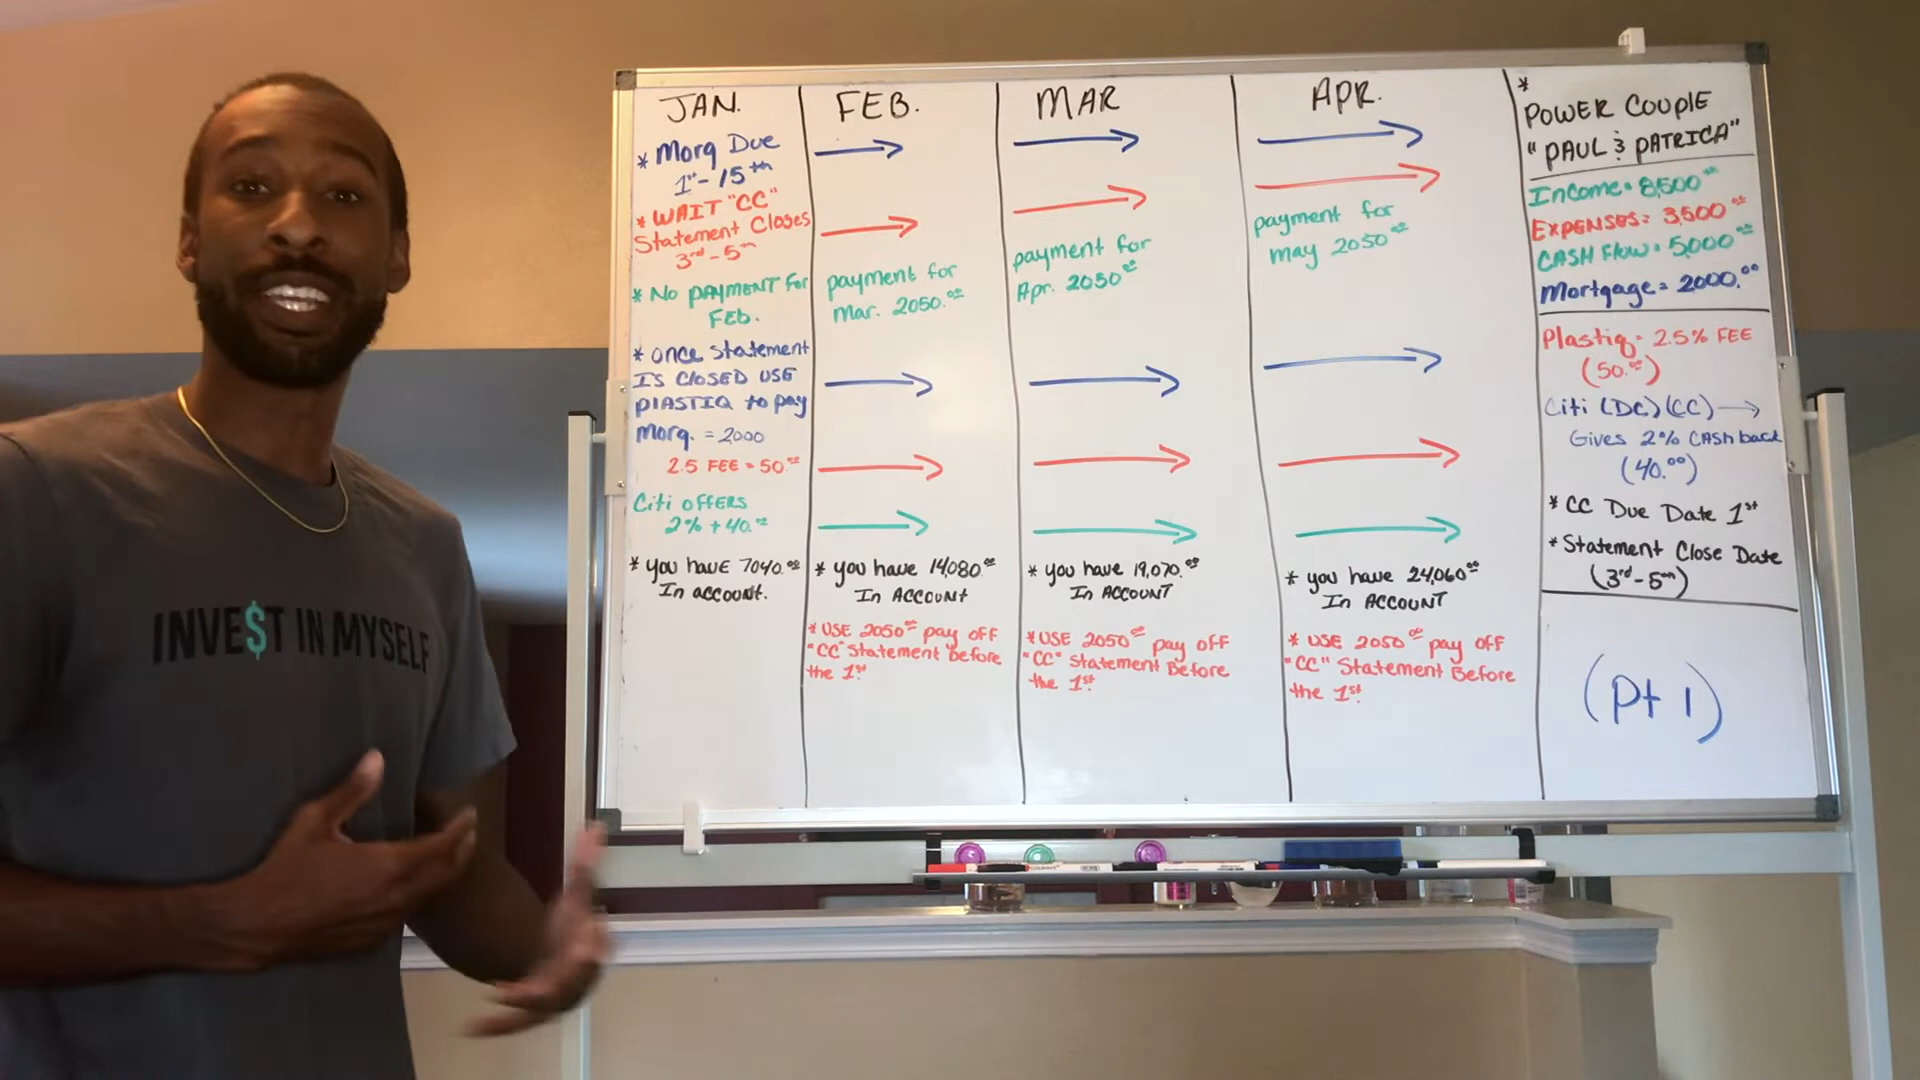 INVE$T IN MYSELF
JAN.
* Morg Due
1st - 15th
* WAIT "CC"
Statement Closes
3rd - 5th
* No PAYMENT for
Feb.
* once statement
IS CLOSED USE
PLASTIQ to pay
Morg. = 2000
2.5 FEE = 50.00
Citi OFFERS
2% + 40.00
* you have 7040.00
In account.
FEB.
payment for
Mar. 2050.00
* you have 14,080.00
In ACCOUNT
* USE 2050.00 pay off
"CC" Statement Before
the 1st.
MAR
payment for
Apr. 2050.00
* you have 19,070.00
In ACCOUNT
* USE 2050.00 pay off
"CC" Statement Before
the 1st.
APR.
payment for
may 2050.00
* you have 24,060.00
In ACCOUNT
* USE 2050.00 pay off
"CC" Statement Before
the 1st.
*
POWER COUPLE
"PAUL & PATRICA"
Income = 8,500.00
EXPENSES = 3,500.00
CASH Flow = 5,000.00
Mortgage = 2000.00
Plastiq - 2.5% FEE
(50.00)
Citi (DC) (CC) →
Gives 2% CASH back
(40.00)
* CC Due Date 1st
* Statement Close Date
(3rd - 5th)
(Pt 1)